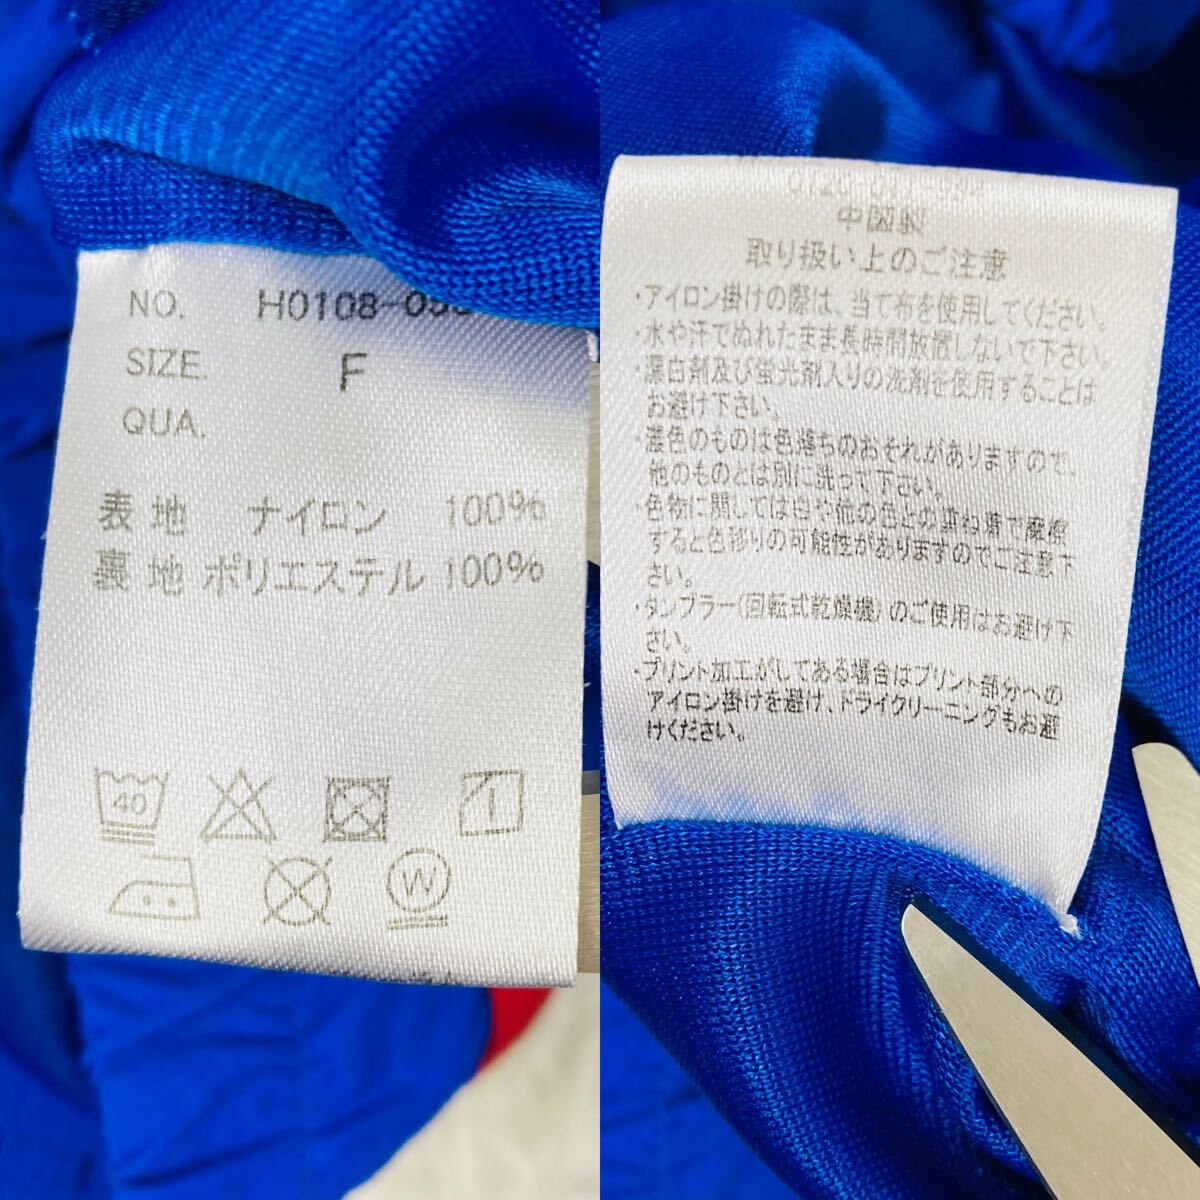 NO. H0108-0
SIZE. F
QUA.
表地 ナイロン 100%
裏地 ポリエステル 100%
40
W
中国製
取り扱い上のご注意
・アイロン掛けの際は、当て布を使用してください。
・水や汗でぬれたまま長時間放置しないで下さい。
・漂白剤及び蛍光剤入りの洗剤を使用することは
お避け下さい。
・濃色のものは色落ちのおそれがありますので、
他のものとは別に洗って下さい。
・色物に関しては白や他の色との重ね着で摩擦
すると色移りの可能性がありますのでご注意下
さい。
・タンブラー(回転式乾燥機)のご使用はお避け下
さい。
・プリント加工がしてある場合はプリント部分への
アイロン掛けを避け、ドライクリーニングもお避
けください。